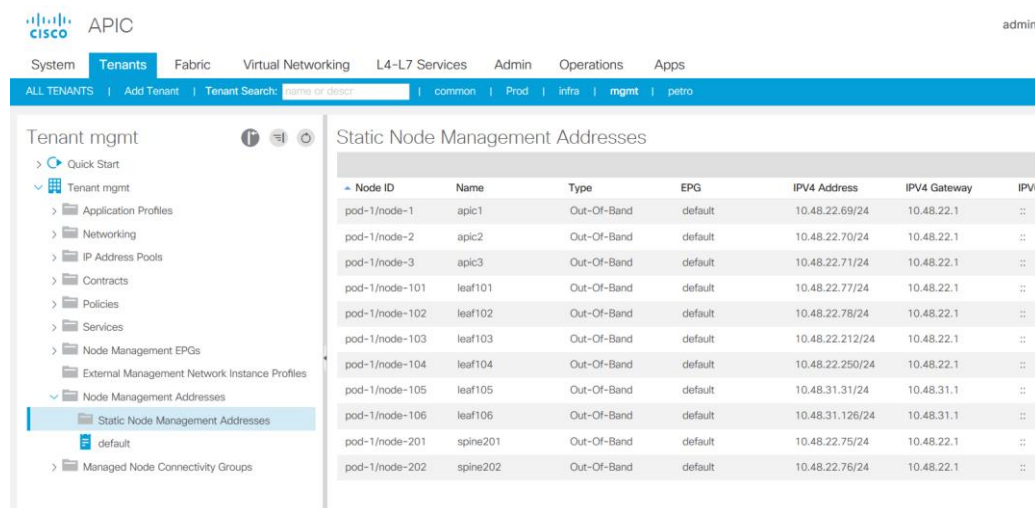 cisco APIC admin
System Tenants Fabric Virtual Networking L4-L7 Services Admin Operations Apps
ALL TENANTS | Add Tenant | Tenant Search: name or descr | common | Prod | infra | mgmt | petro
Tenant mgmt
Quick Start
Tenant mgmt
Application Profiles
Networking
IP Address Pools
Contracts
Policies
Services
Node Management EPGs
External Management Network Instance Profiles
Node Management Addresses
Static Node Management Addresses
default
Managed Node Connectivity Groups
Static Node Management Addresses
Node ID Name Type EPG IPV4 Address IPV4 Gateway IPV
pod-1/node-1 apic1 Out-Of-Band default 10.48.22.69/24 10.48.22.1 ::
pod-1/node-2 apic2 Out-Of-Band default 10.48.22.70/24 10.48.22.1 ::
pod-1/node-3 apic3 Out-Of-Band default 10.48.22.71/24 10.48.22.1 ::
pod-1/node-101 leaf101 Out-Of-Band default 10.48.22.77/24 10.48.22.1 ::
pod-1/node-102 leaf102 Out-Of-Band default 10.48.22.78/24 10.48.22.1 ::
pod-1/node-103 leaf103 Out-Of-Band default 10.48.22.212/24 10.48.22.1 ::
pod-1/node-104 leaf104 Out-Of-Band default 10.48.22.250/24 10.48.22.1 ::
pod-1/node-105 leaf105 Out-Of-Band default 10.48.31.31/24 10.48.31.1 ::
pod-1/node-106 leaf106 Out-Of-Band default 10.48.31.126/24 10.48.31.1 ::
pod-1/node-201 spine201 Out-Of-Band default 10.48.22.75/24 10.48.22.1 ::
pod-1/node-202 spine202 Out-Of-Band default 10.48.22.76/24 10.48.22.1 ::